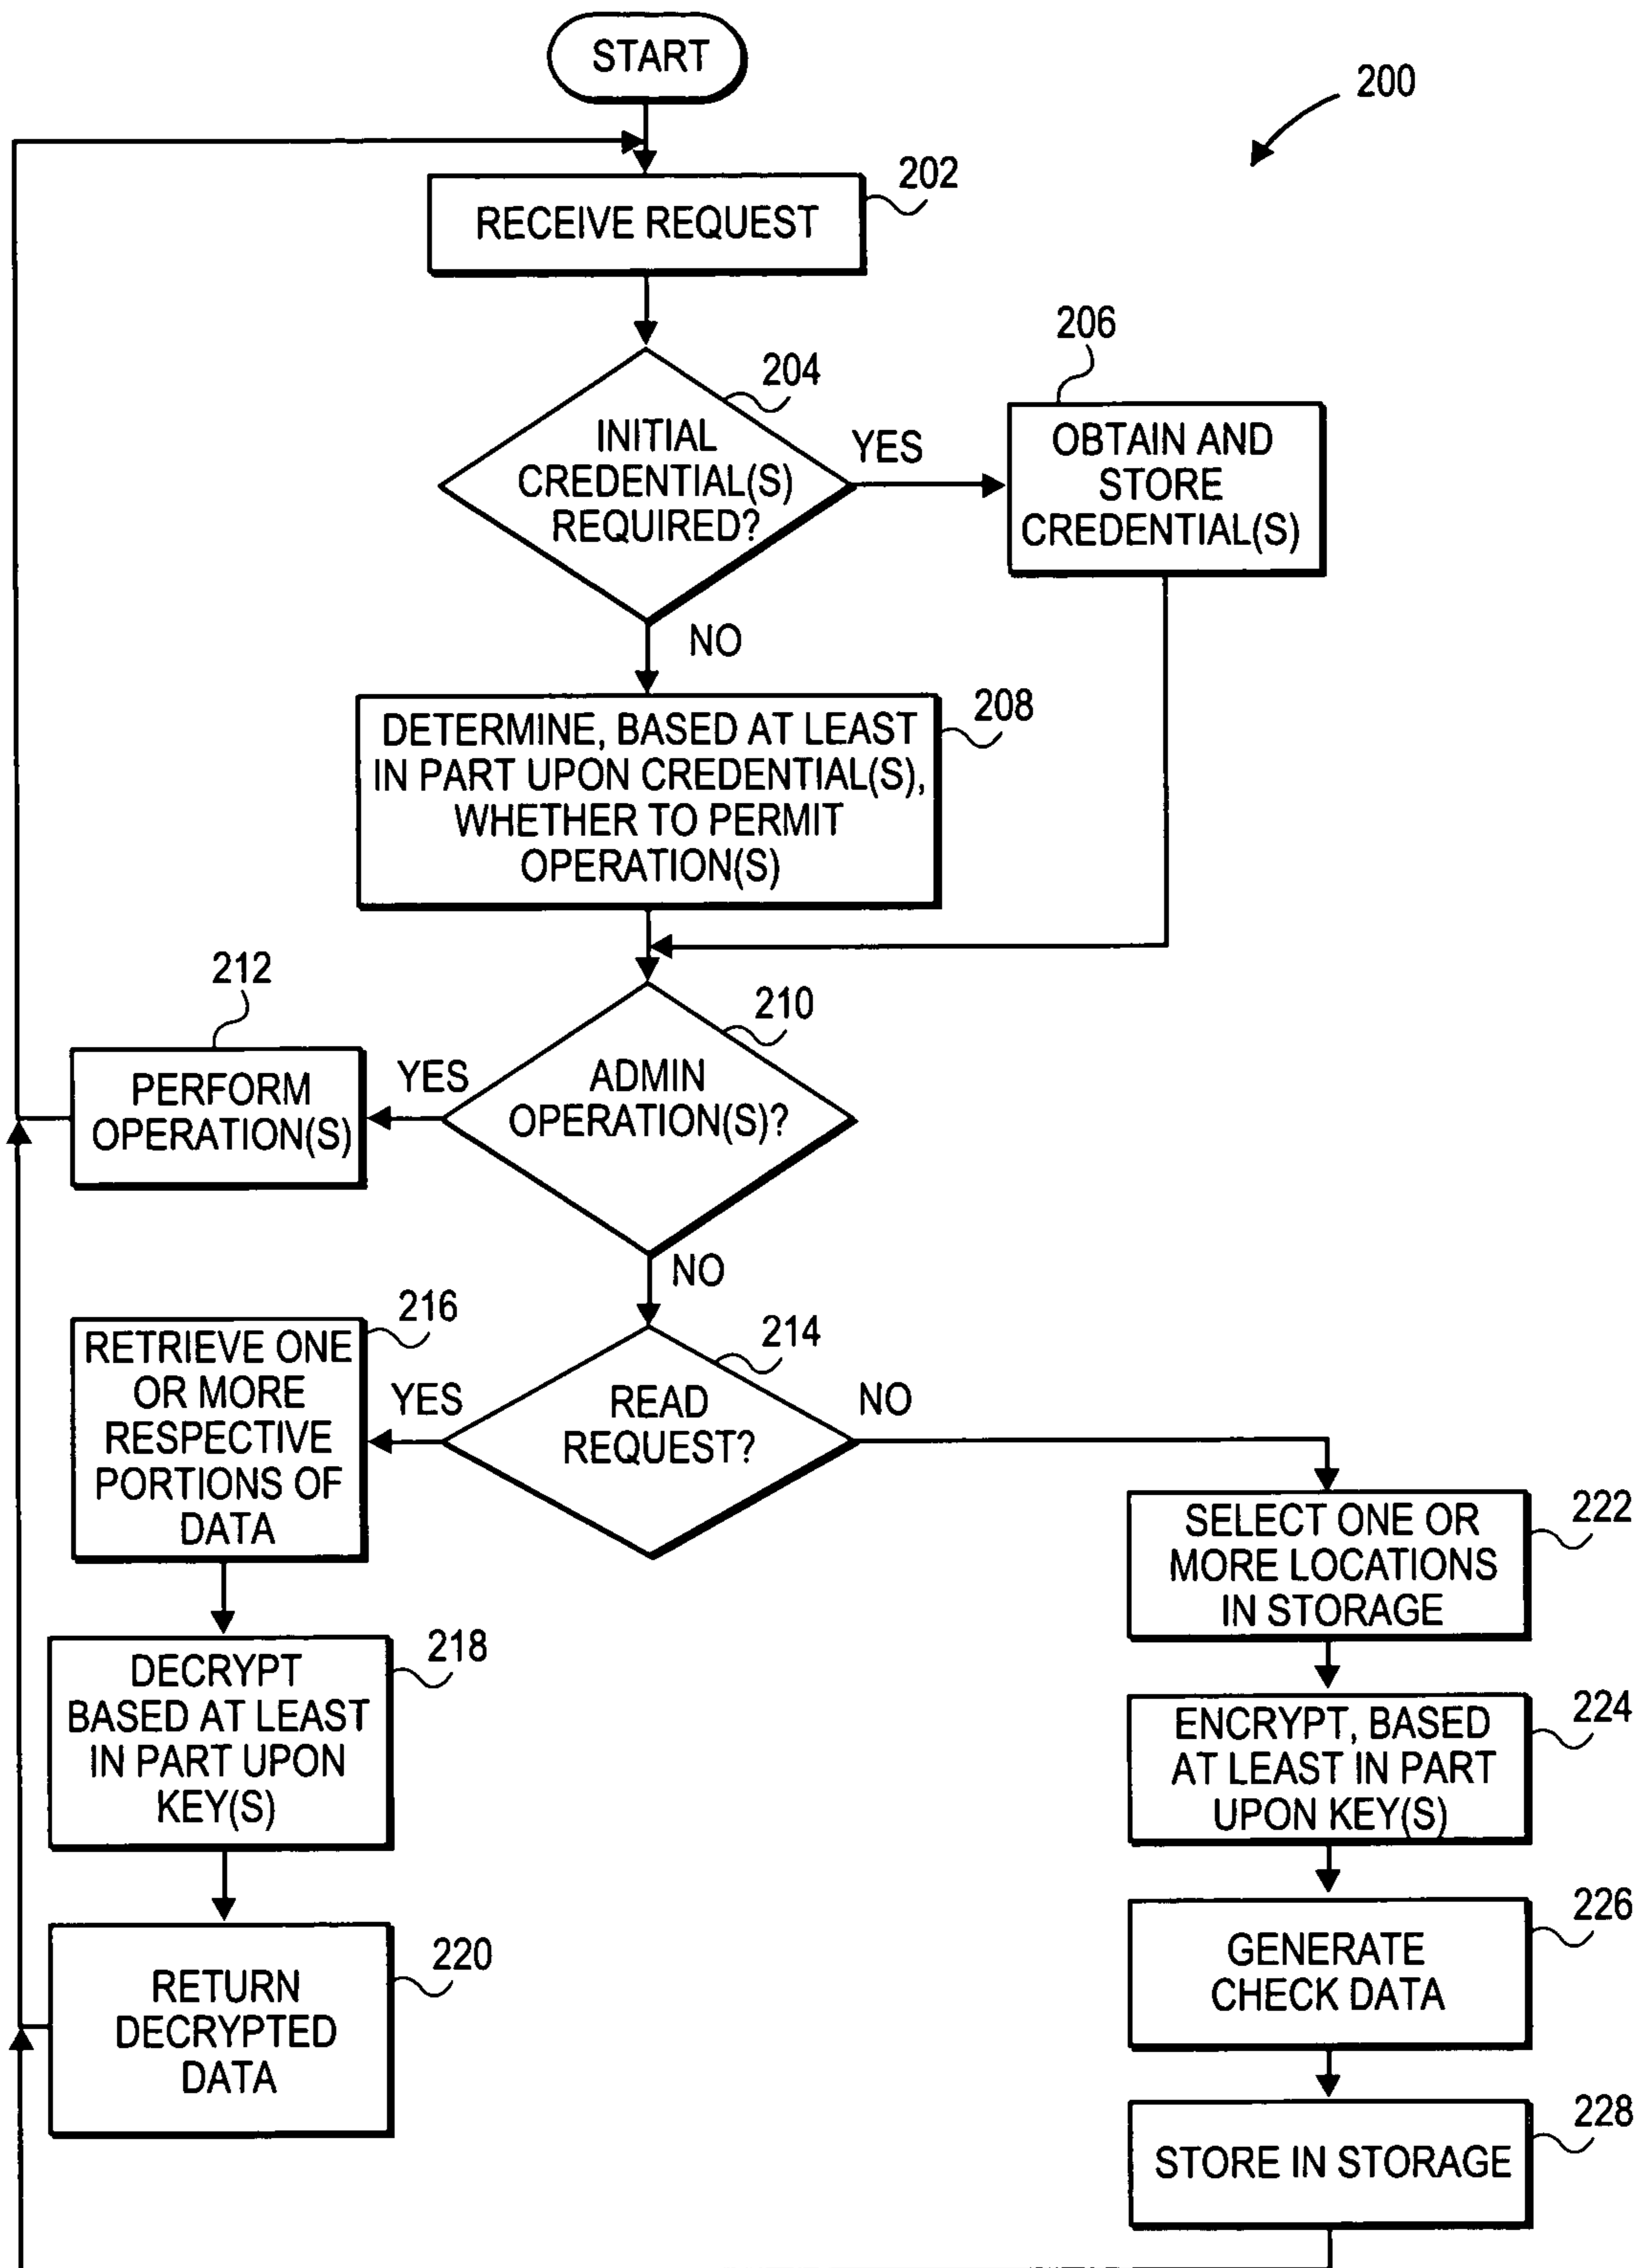 START
200
202
RECEIVE REQUEST
204
206
INITIAL
CREDENTIAL(S)
REQUIRED?
YES
OBTAIN AND
STORE
CREDENTIAL(S)
NO
208
DETERMINE, BASED AT LEAST
IN PART UPON CREDENTIAL(S),
WHETHER TO PERMIT
OPERATION(S)
212
210
PERFORM
OPERATION(S)
YES
ADMIN
OPERATION(S)?
NO
216
RETRIEVE ONE
OR MORE
RESPECTIVE
PORTIONS OF
DATA
YES
214
READ
REQUEST?
NO
222
SELECT ONE OR
MORE LOCATIONS
IN STORAGE
218
DECRYPT
BASED AT LEAST
IN PART UPON
KEY(S)
224
ENCRYPT, BASED
AT LEAST IN PART
UPON KEY(S)
220
RETURN
DECRYPTED
DATA
226
GENERATE
CHECK DATA
228
STORE IN STORAGE